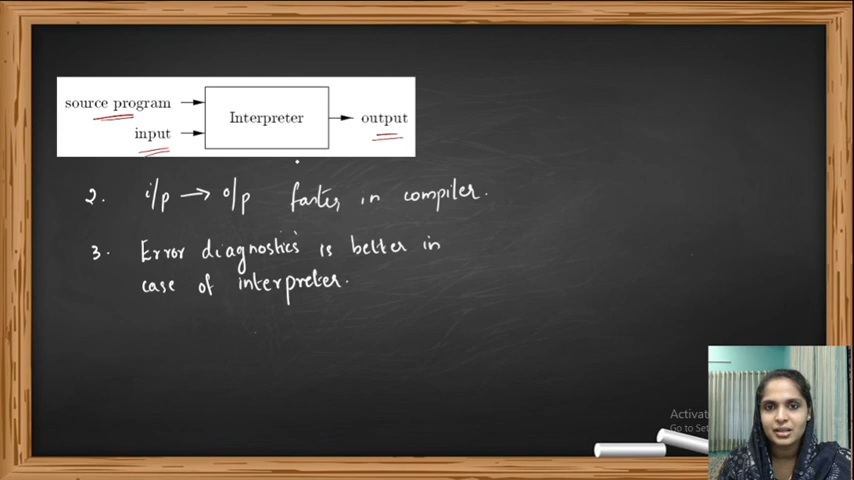 source program
Interpreter
input
output
2. i/p → o/p faster in compiler.
3. Error diagnostics is better in
case of interpreter.
Activat
Go to Set